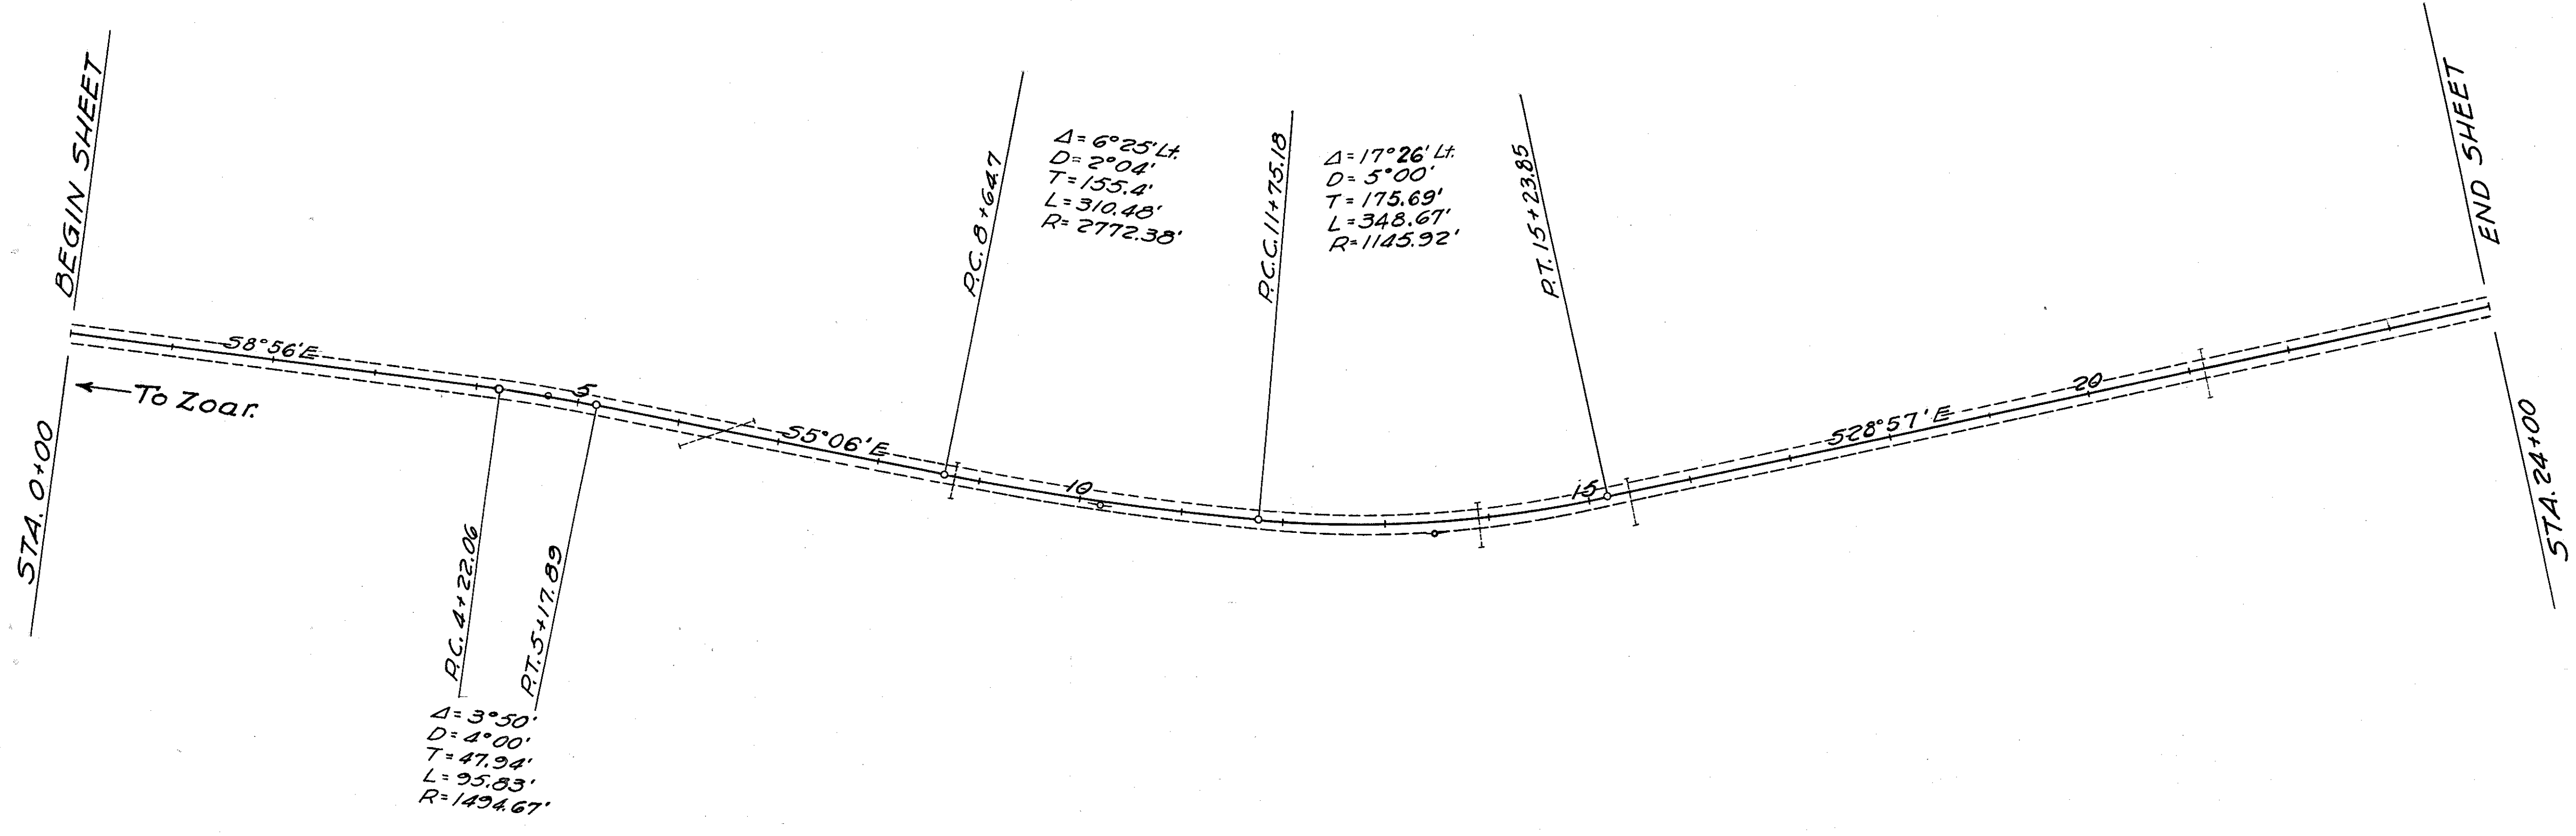 BEGIN SHEET
STA. 0+00
S8°56'E
To Zoar.
5
P.C. 4+22.06
P.T. 5+17.89
Δ=3°50'
D=4°00'
T=47.94'
L=95.83'
R=1494.67'
S5°06'E
P.C. 8+64.7
Δ=6°25' Lt.
D=2°04'
T=155.4'
L=310.48'
R=2772.38'
10
P.C.C. 11+75.18
Δ=17°26' Lt.
D=5°00'
T=175.69'
L=348.67'
R=1145.92'
P.T. 15+23.85
15
S28°57'E
20
END SHEET
STA. 24+00